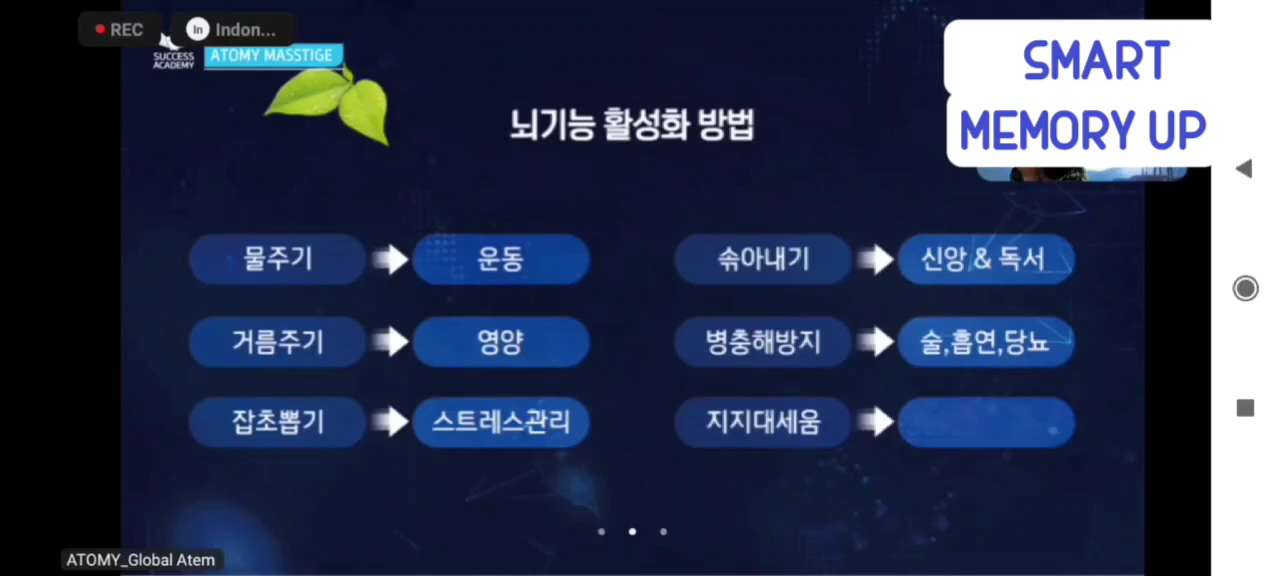 REC
In Indon...
SUCCESS
ACADEMY
ATOMY MASSTIGE
SMART
MEMORY UP
뇌기능 활성화 방법
물주기 운동
거름주기 영양
잡초뽑기 스트레스관리
솎아내기 신앙 & 독서
병충해방지 술,흡연,당뇨
지지대세움
ATOMY_Global Atem